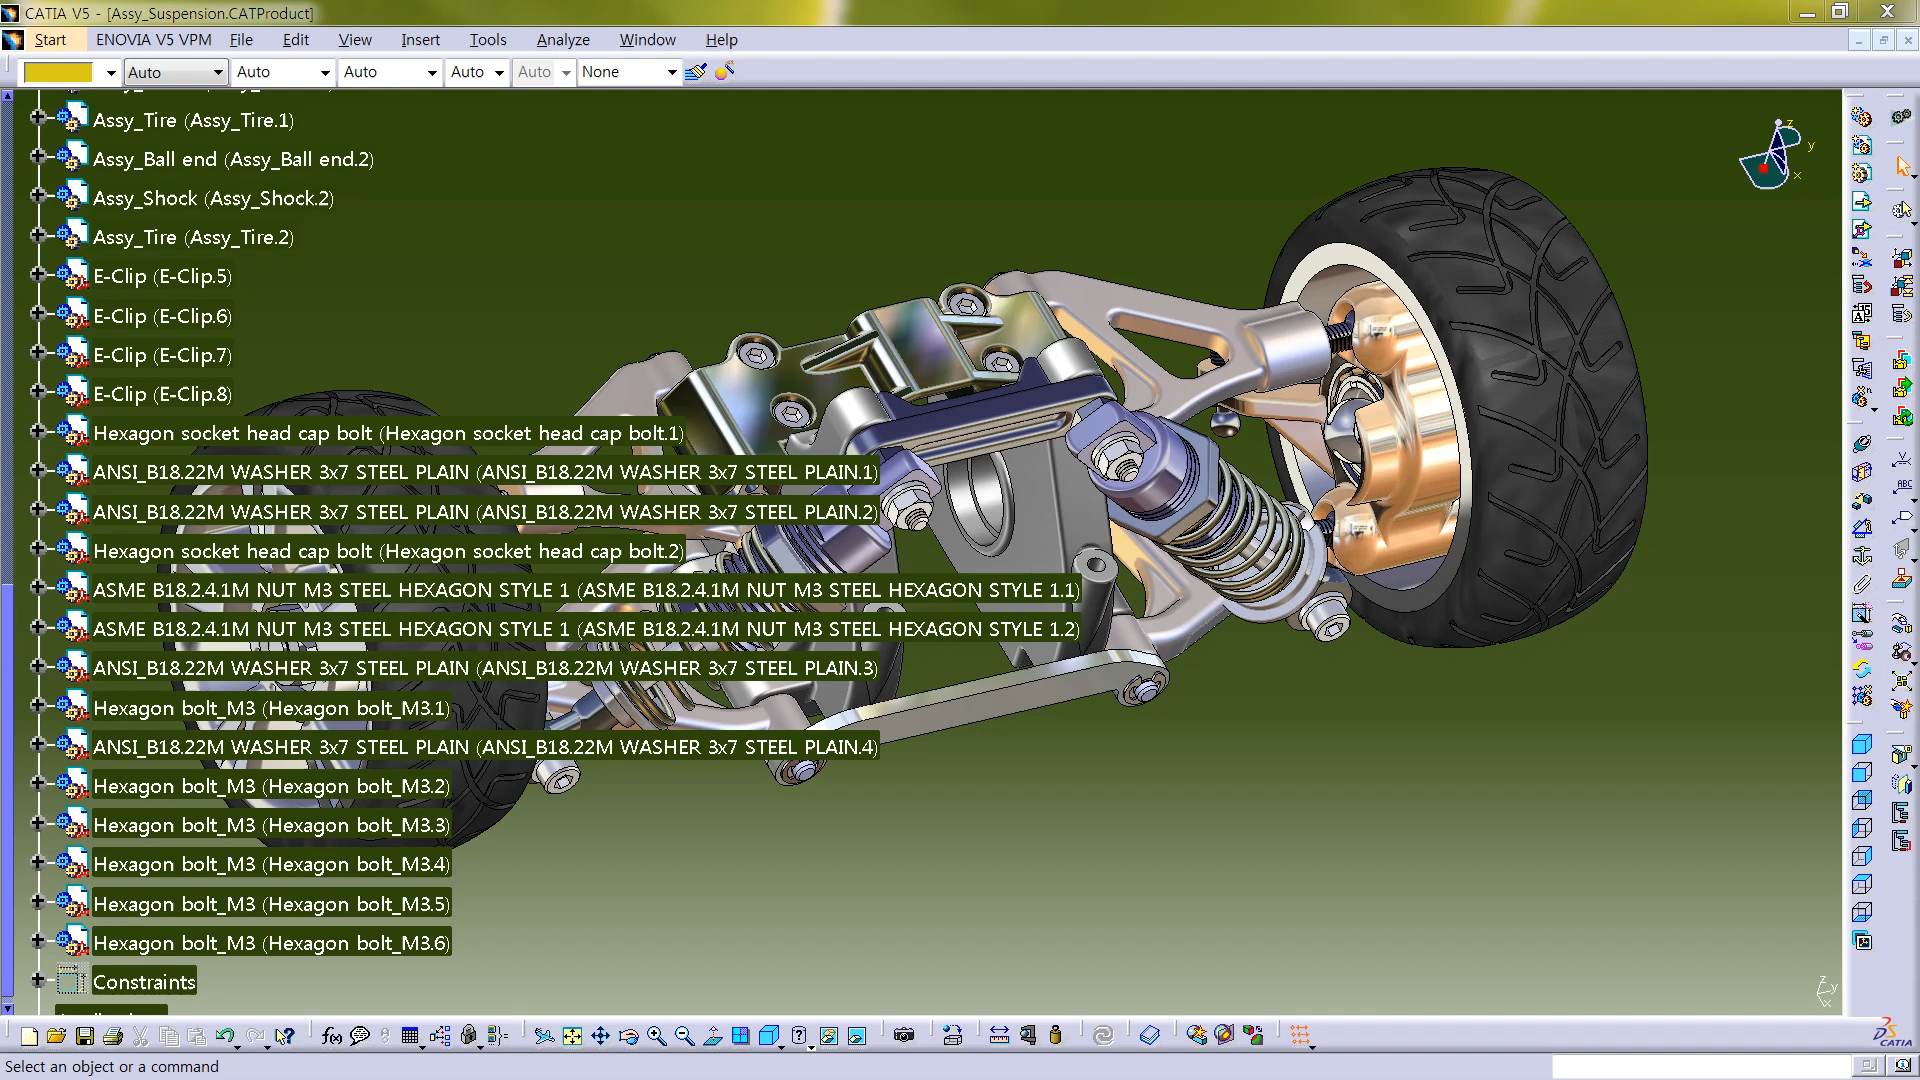 CATIA V5 - [Assy_Suspension.CATProduct]
Start ENOVIA V5 VPM File Edit View Insert Tools Analyze Window Help
Auto Auto Auto Auto Auto None
Assy_Tire (Assy_Tire.1)
Assy_Ball end (Assy_Ball end.2)
Assy_Shock (Assy_Shock.2)
Assy_Tire (Assy_Tire.2)
E-Clip (E-Clip.5)
E-Clip (E-Clip.6)
E-Clip (E-Clip.7)
E-Clip (E-Clip.8)
Hexagon socket head cap bolt (Hexagon socket head cap bolt.1)
ANSI_B18.22M WASHER 3x7 STEEL PLAIN (ANSI_B18.22M WASHER 3x7 STEEL PLAIN.1)
ANSI_B18.22M WASHER 3x7 STEEL PLAIN (ANSI_B18.22M WASHER 3x7 STEEL PLAIN.2)
Hexagon socket head cap bolt (Hexagon socket head cap bolt.2)
ASME B18.2.4.1M NUT M3 STEEL HEXAGON STYLE 1 (ASME B18.2.4.1M NUT M3 STEEL HEXAGON STYLE 1.1)
ASME B18.2.4.1M NUT M3 STEEL HEXAGON STYLE 1 (ASME B18.2.4.1M NUT M3 STEEL HEXAGON STYLE 1.2)
ANSI_B18.22M WASHER 3x7 STEEL PLAIN (ANSI_B18.22M WASHER 3x7 STEEL PLAIN.3)
Hexagon bolt_M3 (Hexagon bolt_M3.1)
ANSI_B18.22M WASHER 3x7 STEEL PLAIN (ANSI_B18.22M WASHER 3x7 STEEL PLAIN.4)
Hexagon bolt_M3 (Hexagon bolt_M3.2)
Hexagon bolt_M3 (Hexagon bolt_M3.3)
Hexagon bolt_M3 (Hexagon bolt_M3.4)
Hexagon bolt_M3 (Hexagon bolt_M3.5)
Hexagon bolt_M3 (Hexagon bolt_M3.6)
Constraints
z
y
x
ABC
z
y
x
f(x)
CATIA
Select an object or a command